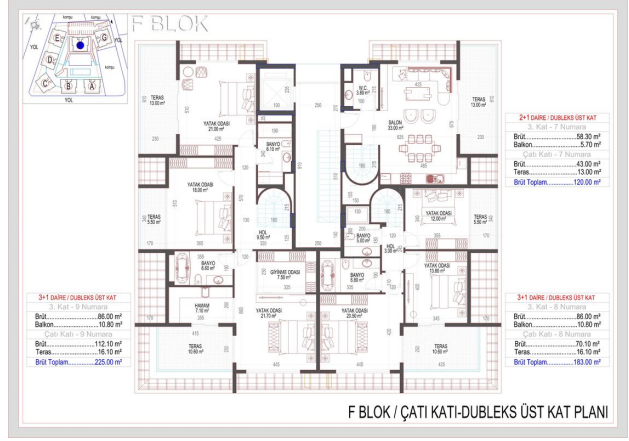 F BLOK
komşu
komşu
YOL
YOL
komşu
YOL
E
D
C
B
A
G
TERAS
13.00 m²
YATAK ODASI
21.00 m²
W.C.
3.60 m²
SALON
33.00 m²
TERAS
13.00 m²
BANYO
6.10 m²
YATAK ODASI
18.00 m²
TERAS
5.50 m²
HOL
9.00 m²
BANYO
5.00 m²
HOL
3.00 m²
YATAK ODASI
12.00 m²
TERAS
5.50 m²
BANYO
6.60 m²
GİYİNME ODASI
7.50 m²
BANYO
6.60 m²
YATAK ODASI
13.60 m²
HAMAM
7.10 m²
YATAK ODASI
21.70 m²
YATAK ODASI
20.50 m²
TERAS
10.60 m²
TERAS
10.60 m²
2+1 DAİRE / DUBLEKS ÜST KAT
3. Kat - 7 Numara
Brüt........................58.30 m²
Balkon......................5.70 m²
Çatı Katı - 7 Numara
Brüt........................43.00 m²
Teras.......................13.00 m²
Brüt Toplam...............120.00 m²
3+1 DAİRE / DUBLEKS ÜST KAT
3. Kat - 9 Numara
Brüt........................86.00 m²
Balkon.....................10.80 m²
Çatı Katı - 9 Numara
Brüt.......................112.10 m²
Teras.......................16.10 m²
Brüt Toplam...............225.00 m²
3+1 DAİRE / DUBLEKS ÜST KAT
3. Kat - 8 Numara
Brüt........................86.00 m²
Balkon.....................10.80 m²
Çatı Katı - 8 Numara
Brüt........................70.10 m²
Teras.......................16.10 m²
Brüt Toplam...............183.00 m²
F BLOK / ÇATI KATI-DUBLEKS ÜST KAT PLANI